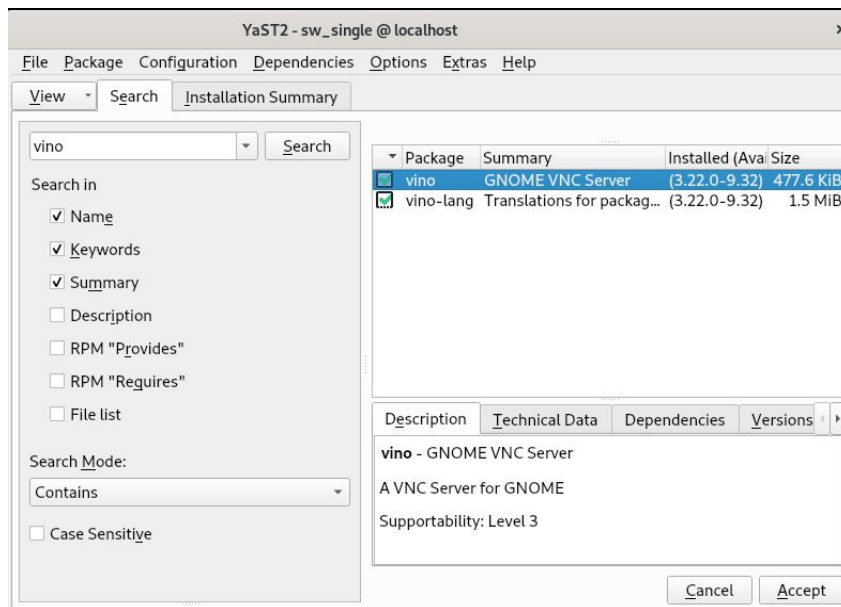 YaST2 - sw_single @ localhost
File Package Configuration Dependencies Options Extras Help
View Search Installation Summary
vino Search
Search in
Name
Keywords
Summary
Description
RPM "Provides"
RPM "Requires"
File list
Search Mode:
Contains
Case Sensitive
Package Summary Installed (Avai Size
vino GNOME VNC Server (3.22.0-9.32) 477.6 KiB
vino-lang Translations for packag... (3.22.0-9.32) 1.5 MiB
Description Technical Data Dependencies Versions
vino - GNOME VNC Server
A VNC Server for GNOME
Supportability: Level 3
Cancel Accept